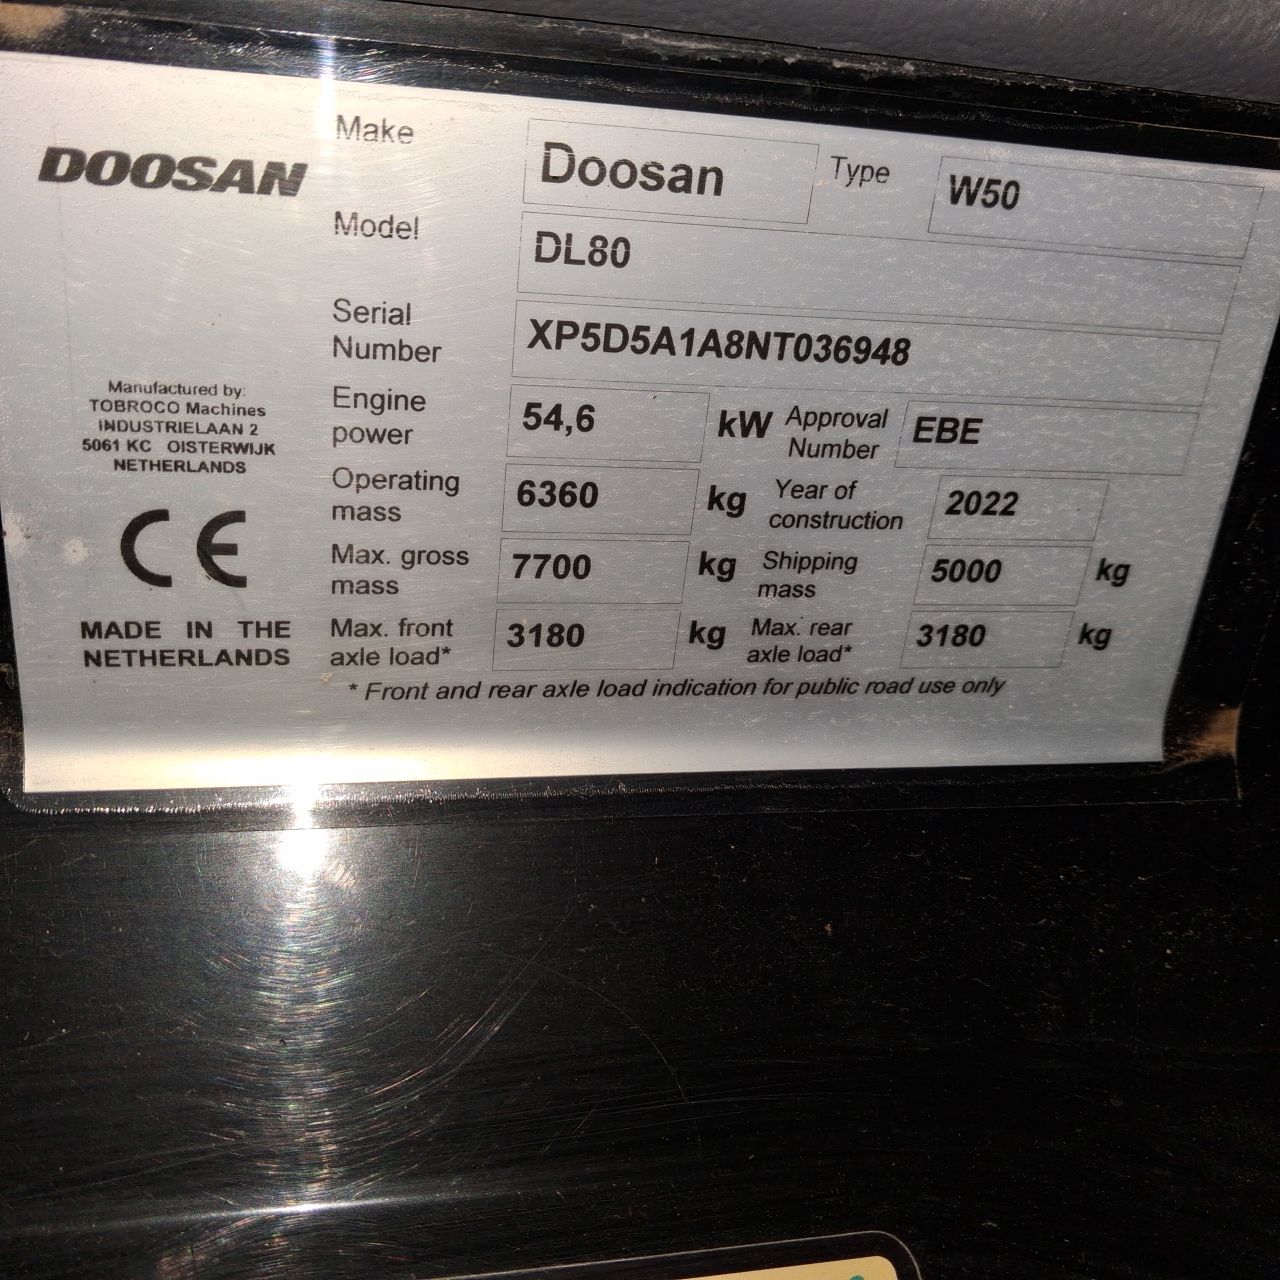 DOOSAN
Make Doosan Type W50
Model DL80
Serial Number XP5D5A1A8NT036948
Engine power 54,6 kW Approval Number EBE
Operating mass 6360 kg Year of construction 2022
Max. gross mass 7700 kg Shipping mass 5000 kg
Max. front axle load* 3180 kg Max. rear axle load* 3180 kg
* Front and rear axle load indication for public road use only
Manufactured by:
TOBROCO Machines
INDUSTRIELAAN 2
5061 KC OISTERWIJK
NETHERLANDS
CE
MADE IN THE
NETHERLANDS